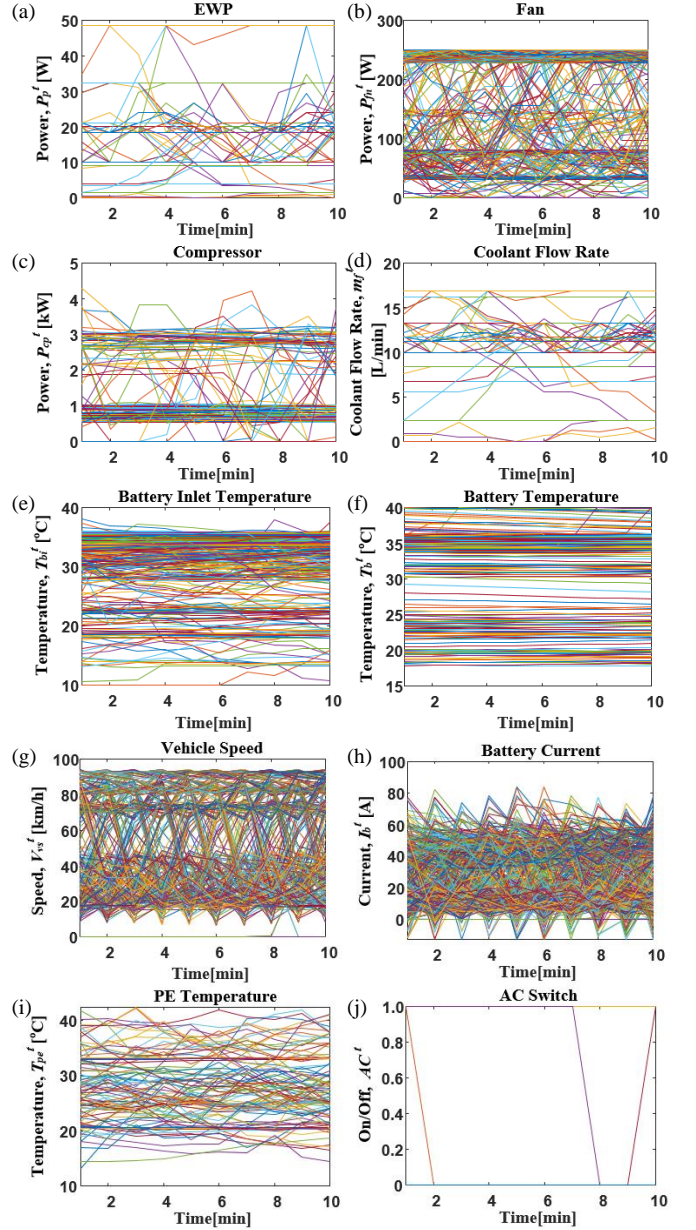 (a) EWP
Power, Pₚᵗ [W]
50
40
30
20
10
0
2 4 6 8 10
Time[min]
(b) Fan
Power, P_fn^t [W]
300
200
100
0
2 4 6 8 10
Time[min]
(c) Compressor
Power, P_cp^t [kW]
5
4
3
2
1
0
2 4 6 8 10
Time[min]
(d) Coolant Flow Rate
Coolant Flow Rate, m_f^t
[L/min]
20
15
10
5
0
2 4 6 8 10
Time[min]
(e) Battery Inlet Temperature
Temperature, T_bi^t [°C]
40
30
20
10
2 4 6 8 10
Time[min]
(f) Battery Temperature
Temperature, T_b^t [°C]
40
35
30
25
20
15
2 4 6 8 10
Time[min]
(g) Vehicle Speed
Speed, V_vs^t [km/h]
100
80
60
40
20
0
2 4 6 8 10
Time[min]
(h) Battery Current
Current, I_b^t [A]
100
80
60
40
20
0
2 4 6 8 10
Time[min]
(i) PE Temperature
Temperature, T_pe^t [°C]
40
30
20
10
2 4 6 8 10
Time[min]
(j) AC Switch
On/Off, AC^t
1.0
0.8
0.6
0.4
0.2
0
2 4 6 8 10
Time[min]